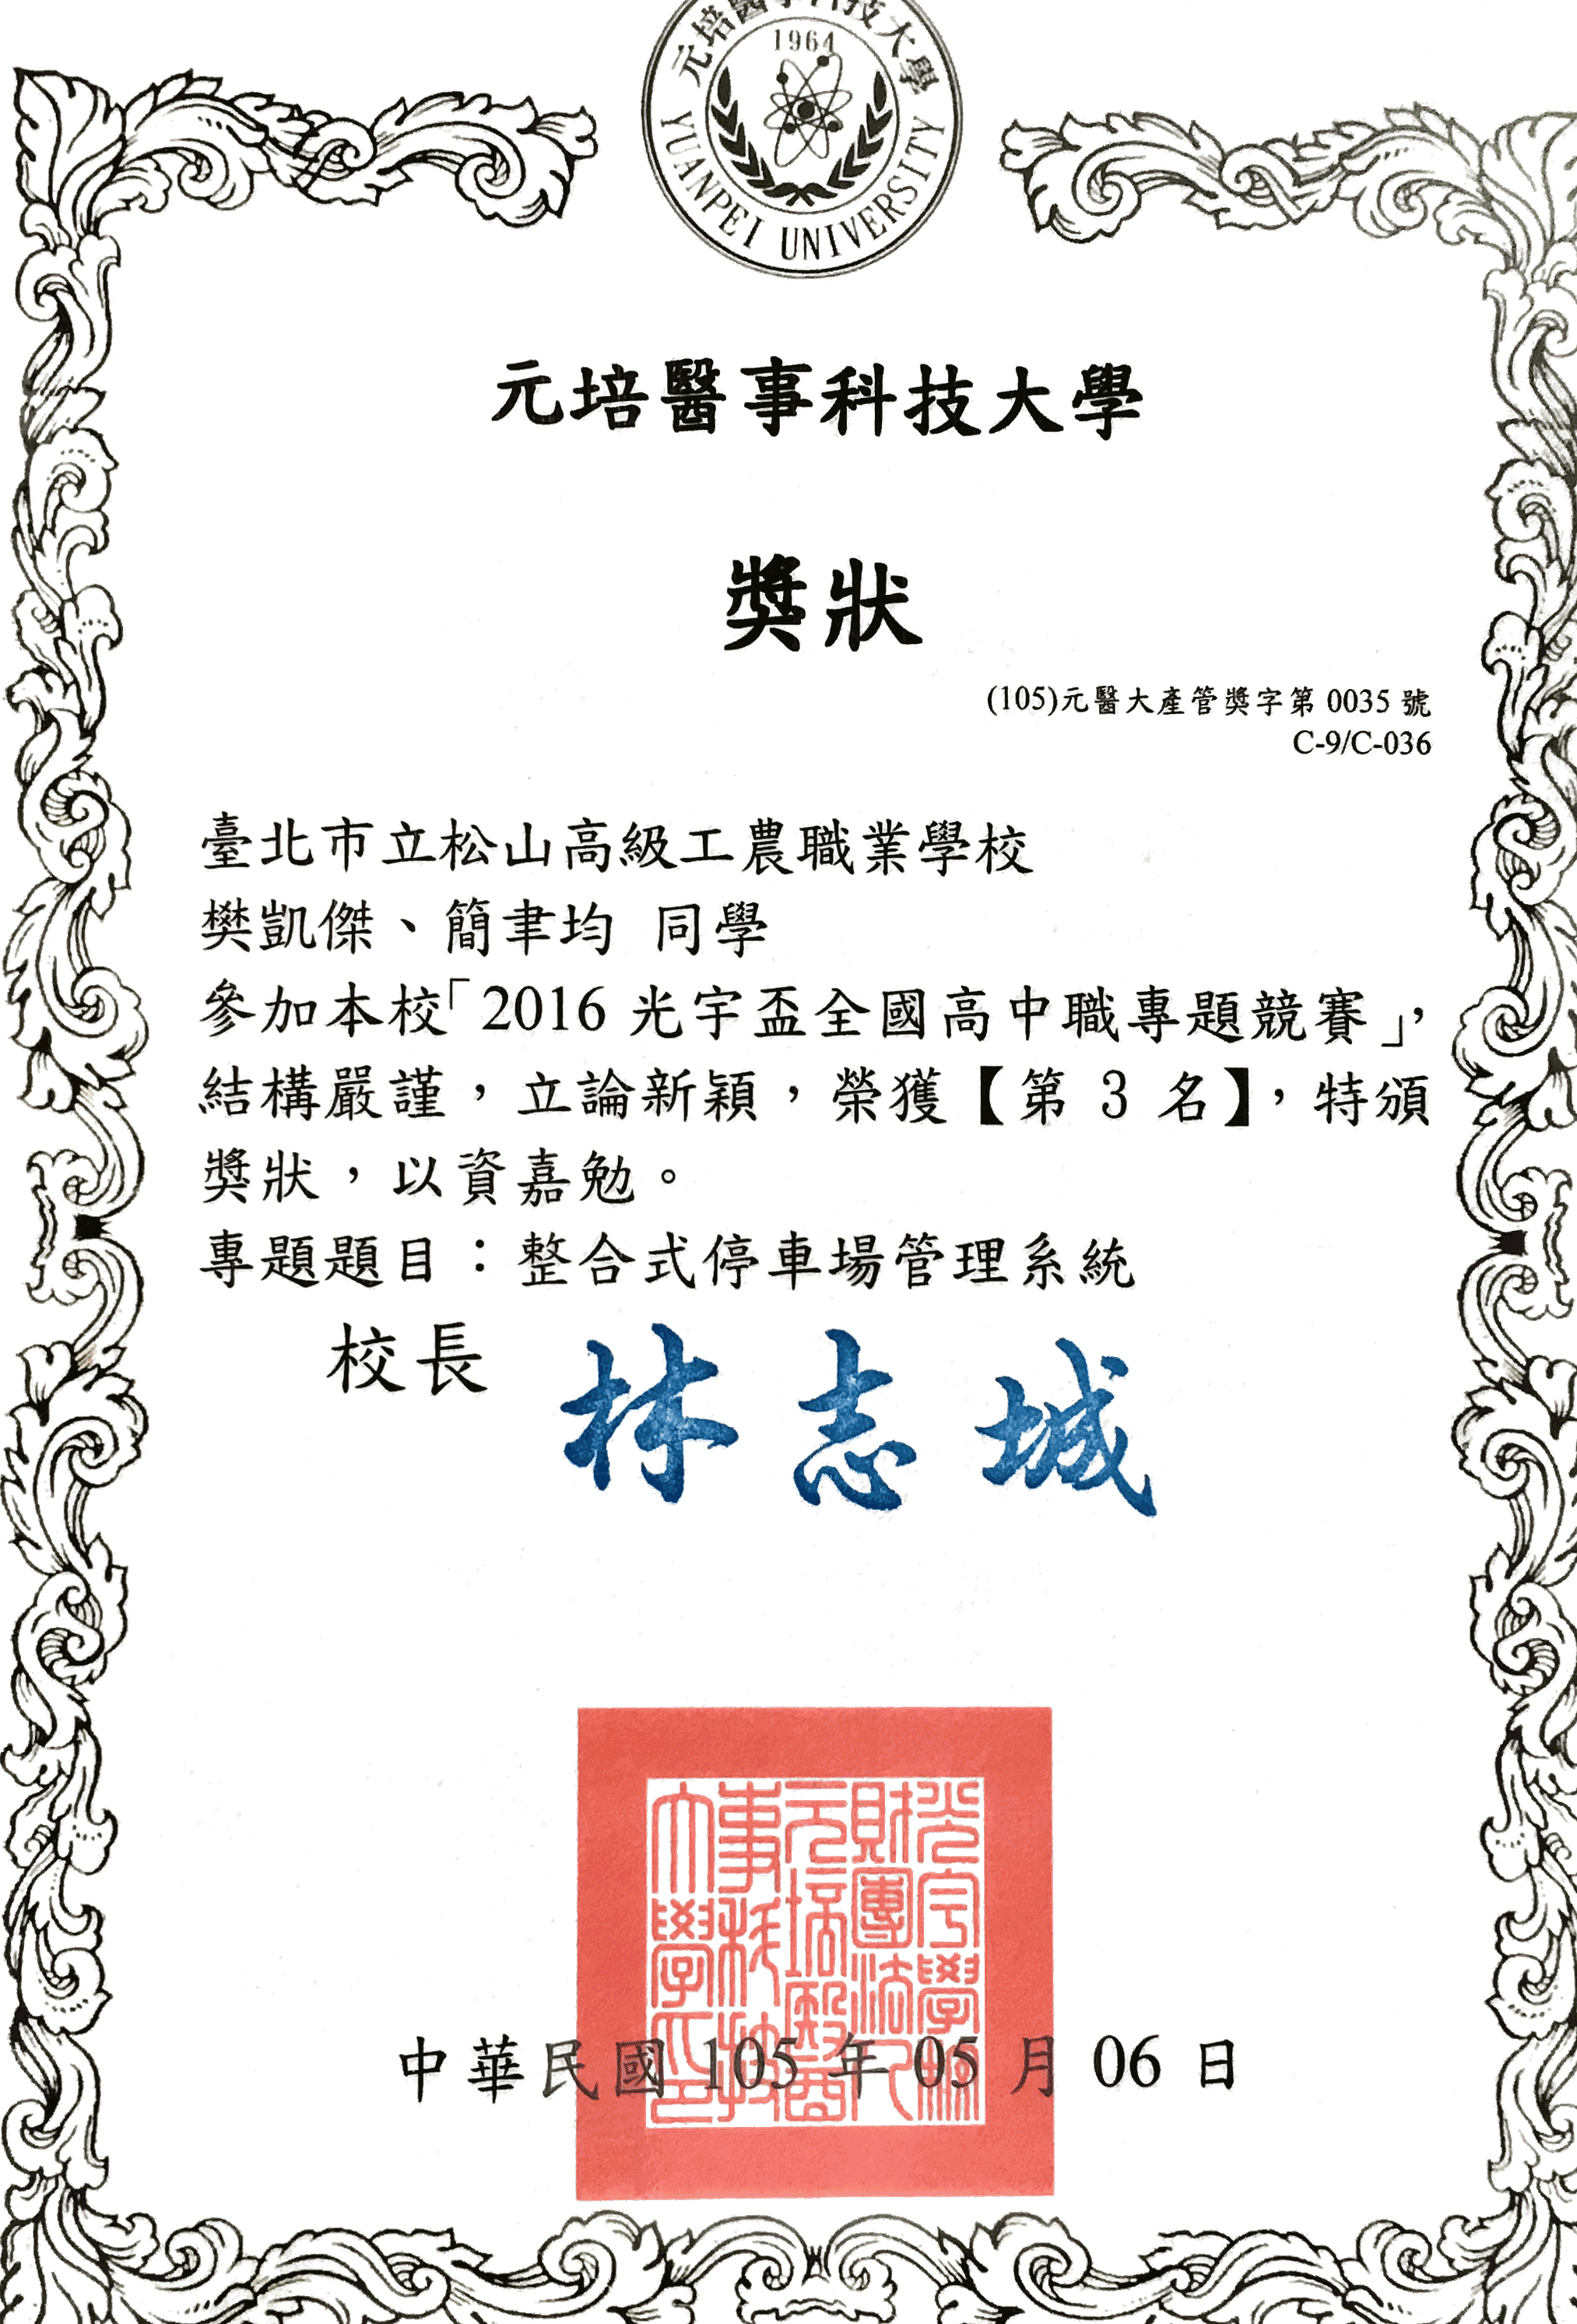 元培醫事科技大學
1964
YUANPEI UNIVERSITY
元培醫事科技大學
獎狀
(105)元醫大產管獎字第 0035 號
C-9/C-036
臺北市立松山高級工農職業學校
樊凱傑、簡聿均 同學
參加本校「2016 光宇盃全國高中職專題競賽」，
結構嚴謹，立論新穎，榮獲【第 3 名】，特頒
獎狀，以資嘉勉。
專題題目：整合式停車場管理系統
校長 林志城
光宇學林
財團法人
元培醫
事科技
大學印
中華民國 105 年 05 月 06 日